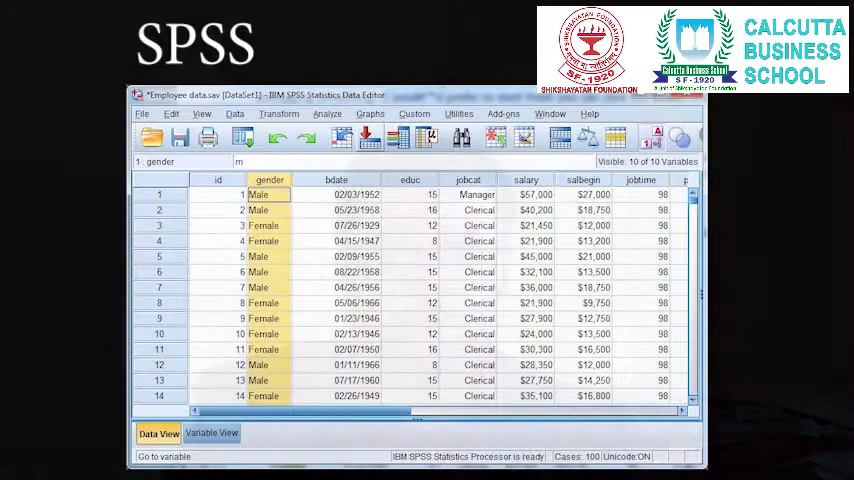 SPSS
SHIKSHAYATAN FOUNDATION
SF-1920
SHIKSHAYATAN FOUNDATION
Calcutta Business School
SF-1920
A unit of Shikshayatan Foundation
CALCUTTA
BUSINESS
SCHOOL
*Employee data.sav [DataSet1] - IBM SPSS Statistics Data Editor
File Edit View Data Transform Analyze Graphs Custom Utilities Add-ons Window Help
1 : gender m Visible: 10 of 10 Variables
id gender bdate educ jobcat salary salbegin jobtime p
1 1 Male 02/03/1952 15 Manager $57,000 $27,000 98
2 2 Male 05/23/1958 16 Clerical $40,200 $18,750 98
3 3 Female 07/26/1929 12 Clerical $21,450 $12,000 98
4 4 Female 04/15/1947 8 Clerical $21,900 $13,200 98
5 5 Male 02/09/1955 15 Clerical $45,000 $21,000 98
6 6 Male 08/22/1958 15 Clerical $32,100 $13,500 98
7 7 Male 04/26/1956 15 Clerical $36,000 $18,750 98
8 8 Female 05/06/1966 12 Clerical $21,900 $9,750 98
9 9 Female 01/23/1946 15 Clerical $27,900 $12,750 98
10 10 Female 02/13/1946 12 Clerical $24,000 $13,500 98
11 11 Female 02/07/1950 16 Clerical $30,300 $16,500 98
12 12 Male 01/11/1966 8 Clerical $28,350 $12,000 98
13 13 Male 07/17/1960 15 Clerical $27,750 $14,250 98
14 14 Female 02/26/1949 15 Clerical $35,100 $16,800 98
Data View Variable View
Go to variable IBM SPSS Statistics Processor is ready Cases: 100 Unicode:ON